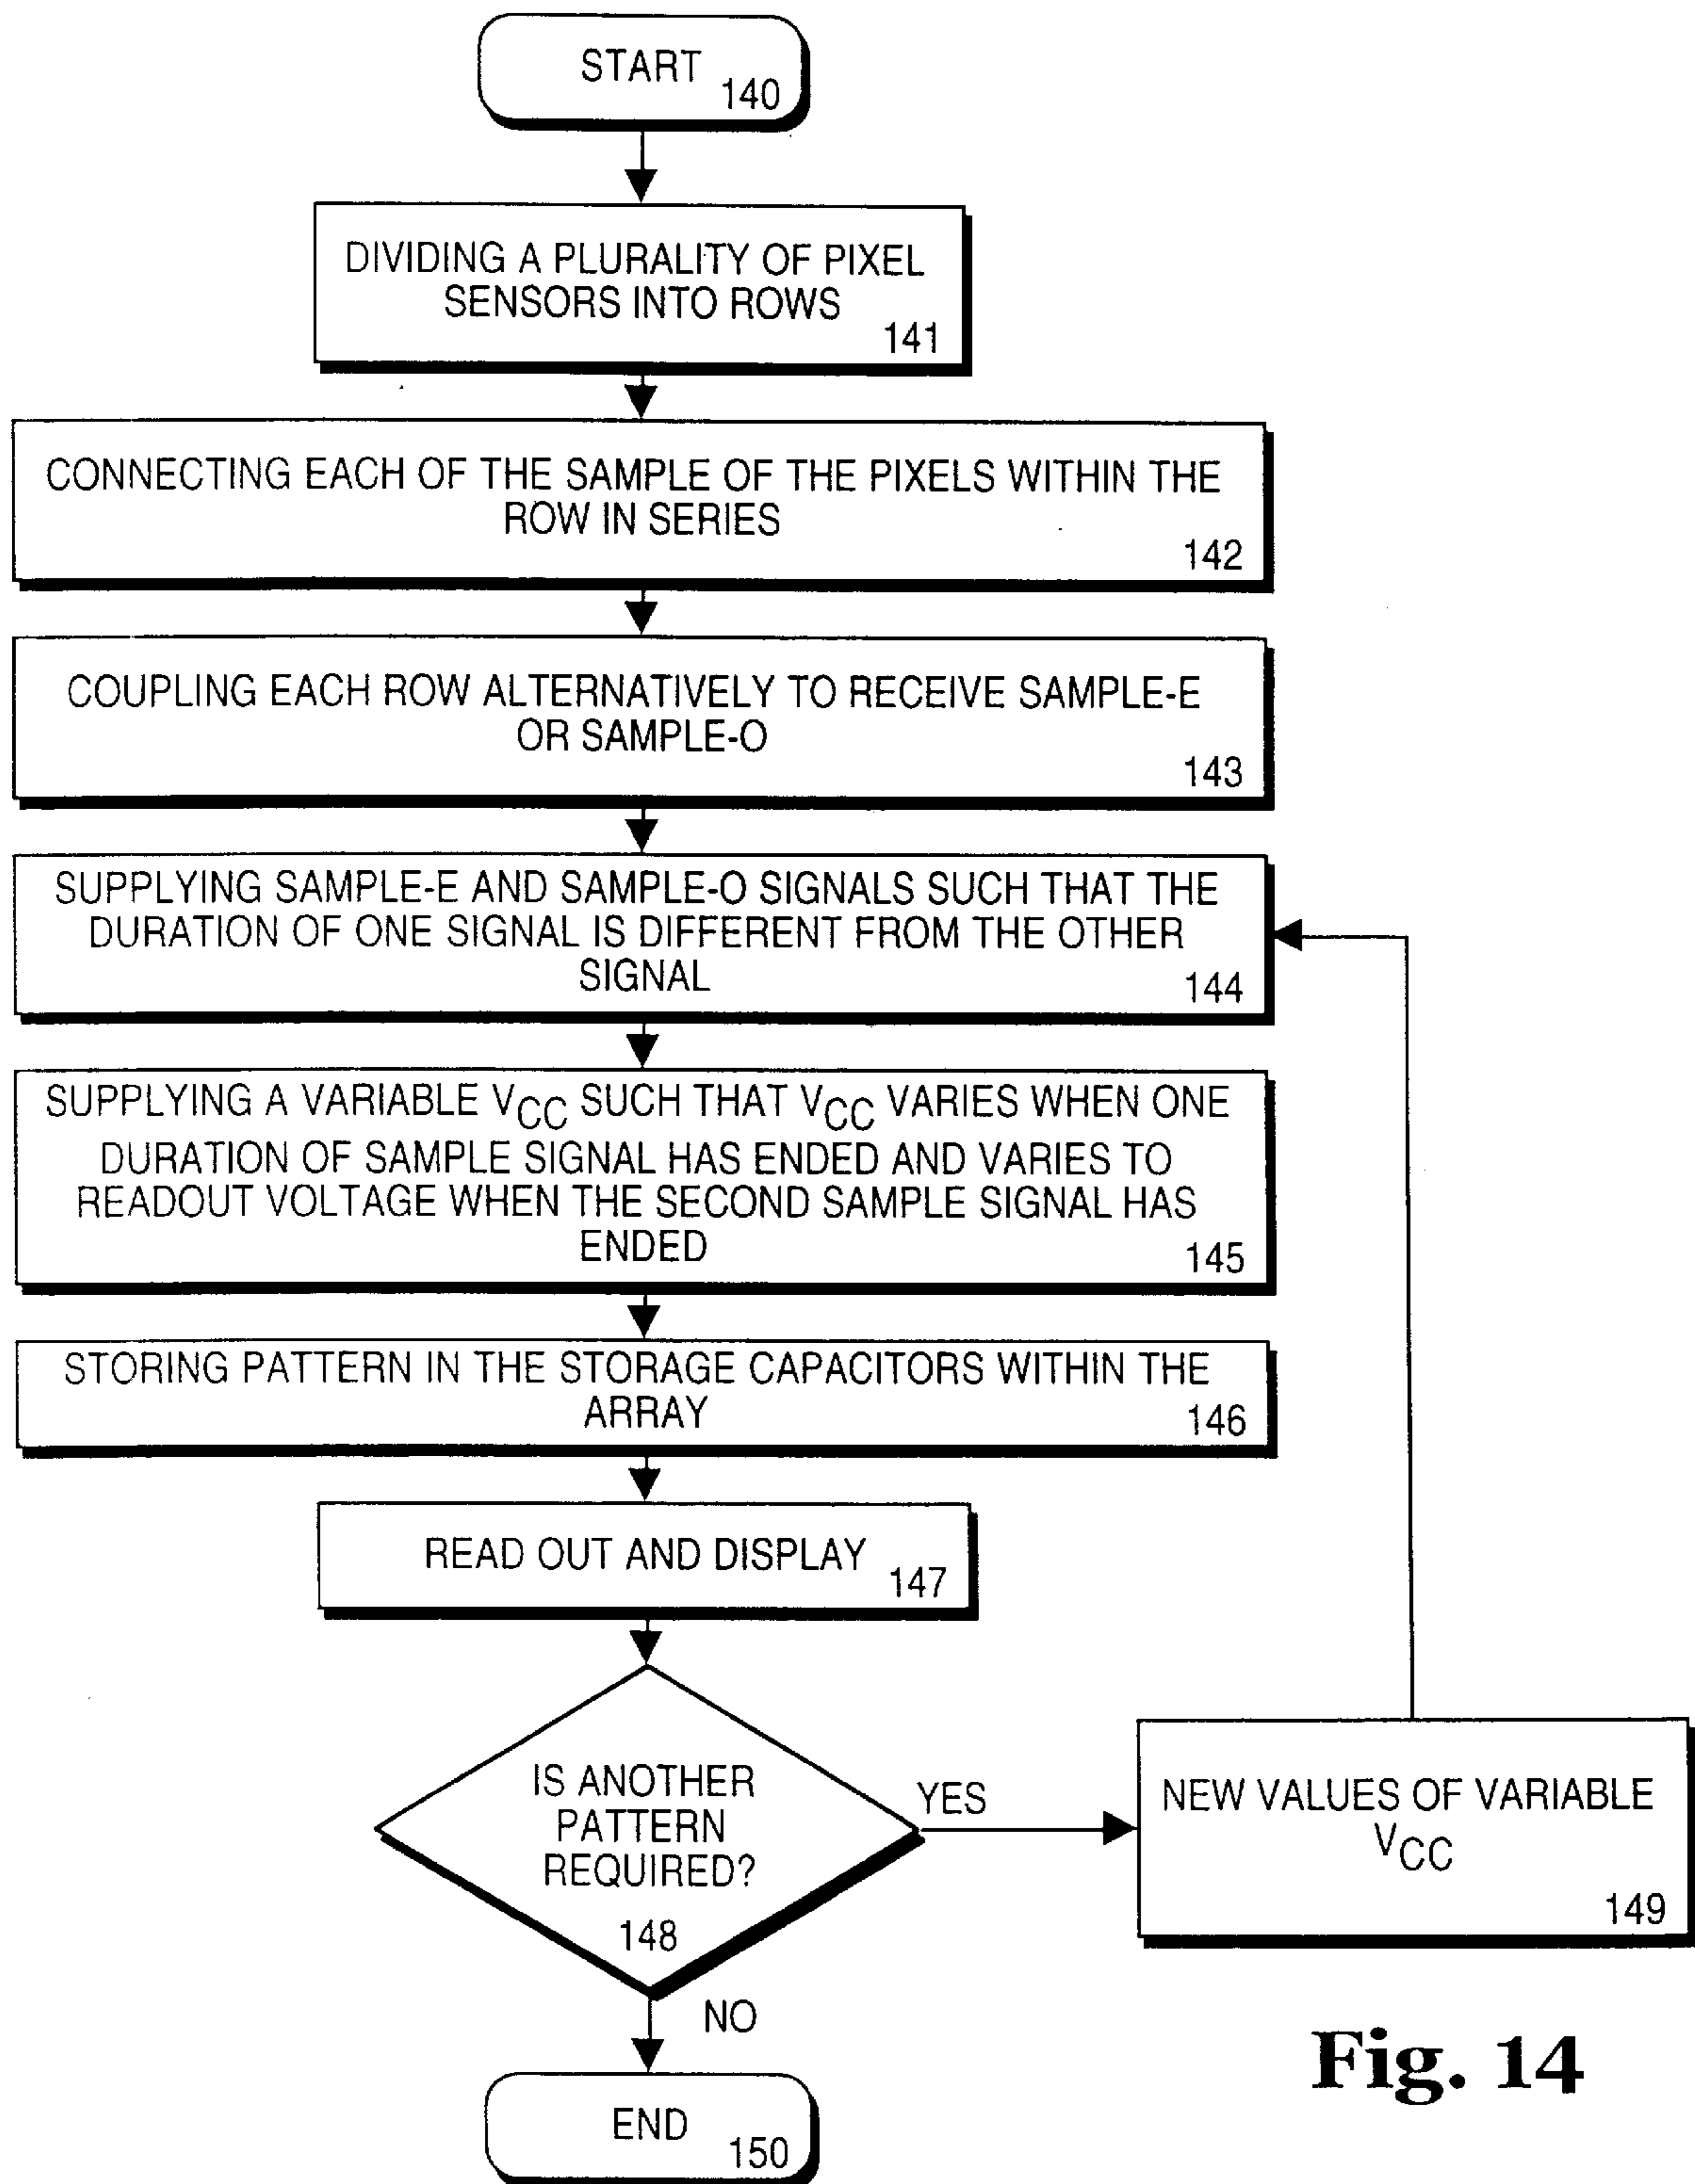 START
140
DIVIDING A PLURALITY OF PIXEL
SENSORS INTO ROWS
141
CONNECTING EACH OF THE SAMPLE OF THE PIXELS WITHIN THE
ROW IN SERIES
142
COUPLING EACH ROW ALTERNATIVELY TO RECEIVE SAMPLE-E
OR SAMPLE-O
143
SUPPLYING SAMPLE-E AND SAMPLE-O SIGNALS SUCH THAT THE
DURATION OF ONE SIGNAL IS DIFFERENT FROM THE OTHER
SIGNAL
144
SUPPLYING A VARIABLE VCC SUCH THAT VCC VARIES WHEN ONE
DURATION OF SAMPLE SIGNAL HAS ENDED AND VARIES TO
READOUT VOLTAGE WHEN THE SECOND SAMPLE SIGNAL HAS
ENDED
145
STORING PATTERN IN THE STORAGE CAPACITORS WITHIN THE
ARRAY
146
READ OUT AND DISPLAY
147
IS ANOTHER
PATTERN
REQUIRED?
148
YES
NEW VALUES OF VARIABLE
VCC
149
NO
END
150
Fig. 14